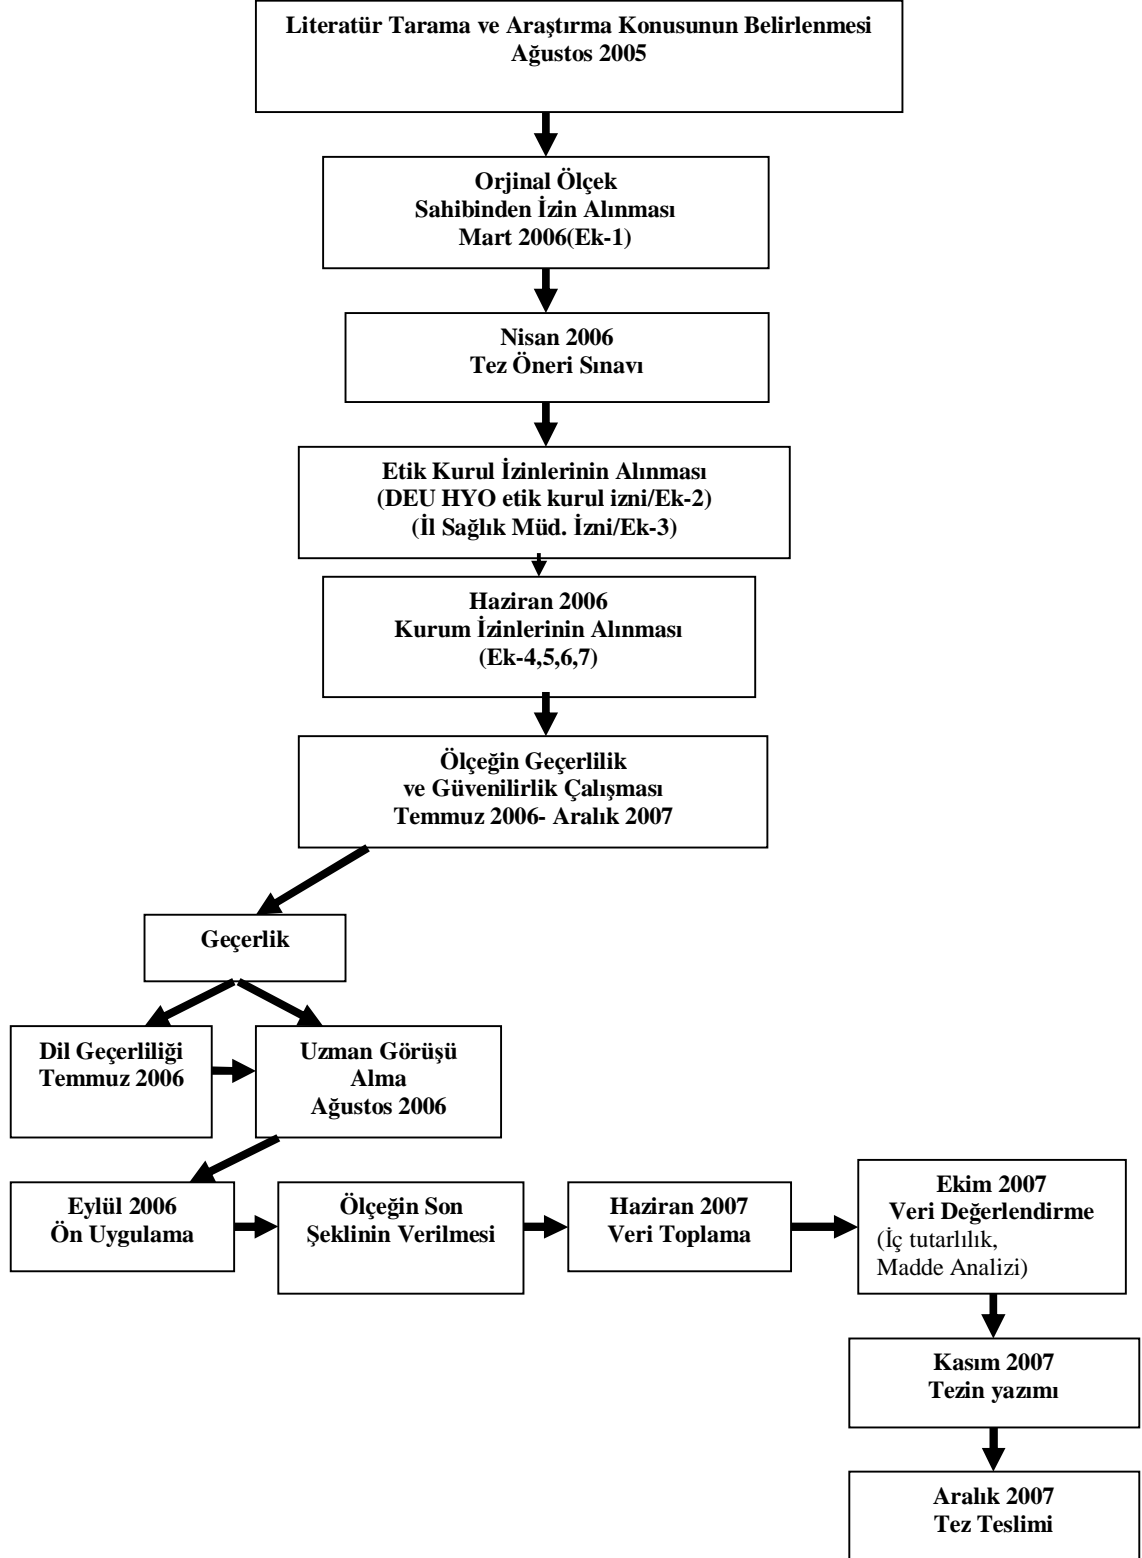 Literatür Tarama ve Araştırma Konusunun Belirlenmesi
Ağustos 2005
Orjinal Ölçek
Sahibinden İzin Alınması
Mart 2006(Ek-1)
Nisan 2006
Tez Öneri Sınavı
Etik Kurul İzinlerinin Alınması
(DEU HYO etik kurul izni/Ek-2)
(İl Sağlık Müd. İzni/Ek-3)
Haziran 2006
Kurum İzinlerinin Alınması
(Ek-4,5,6,7)
Ölçeğin Geçerlilik
ve Güvenilirlik Çalışması
Temmuz 2006- Aralık 2007
Geçerlik
Dil Geçerliliği
Temmuz 2006
Uzman Görüşü
Alma
Ağustos 2006
Eylül 2006
Ön Uygulama
Ölçeğin Son
Şeklinin Verilmesi
Haziran 2007
Veri Toplama
Ekim 2007
Veri Değerlendirme
(İç tutarlılık,
Madde Analizi)
Kasım 2007
Tezin yazımı
Aralık 2007
Tez Teslimi